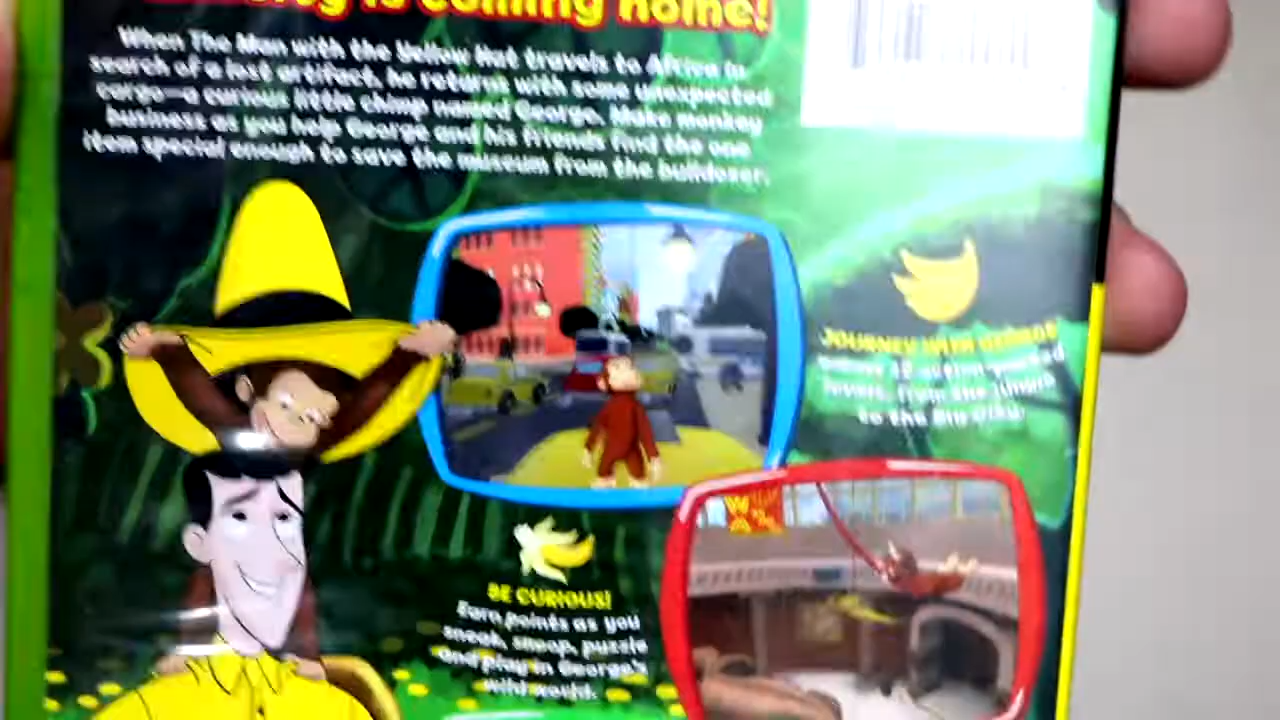 is coming home!
When The Man with the Yellow Hat travels to Africa in
search of a lost artifact, he returns with some unexpected
cargo—a curious little chimp named George. Make monkey
business as you help George and his friends find the one
item special enough to save the museum from the bulldozer.
JOURNEY WITH GEORGE
levels, from the jungle
to the big city.
BE CURIOUS!
Earn points as you
sneak, snoop, puzzle
and play in George's
wild world.